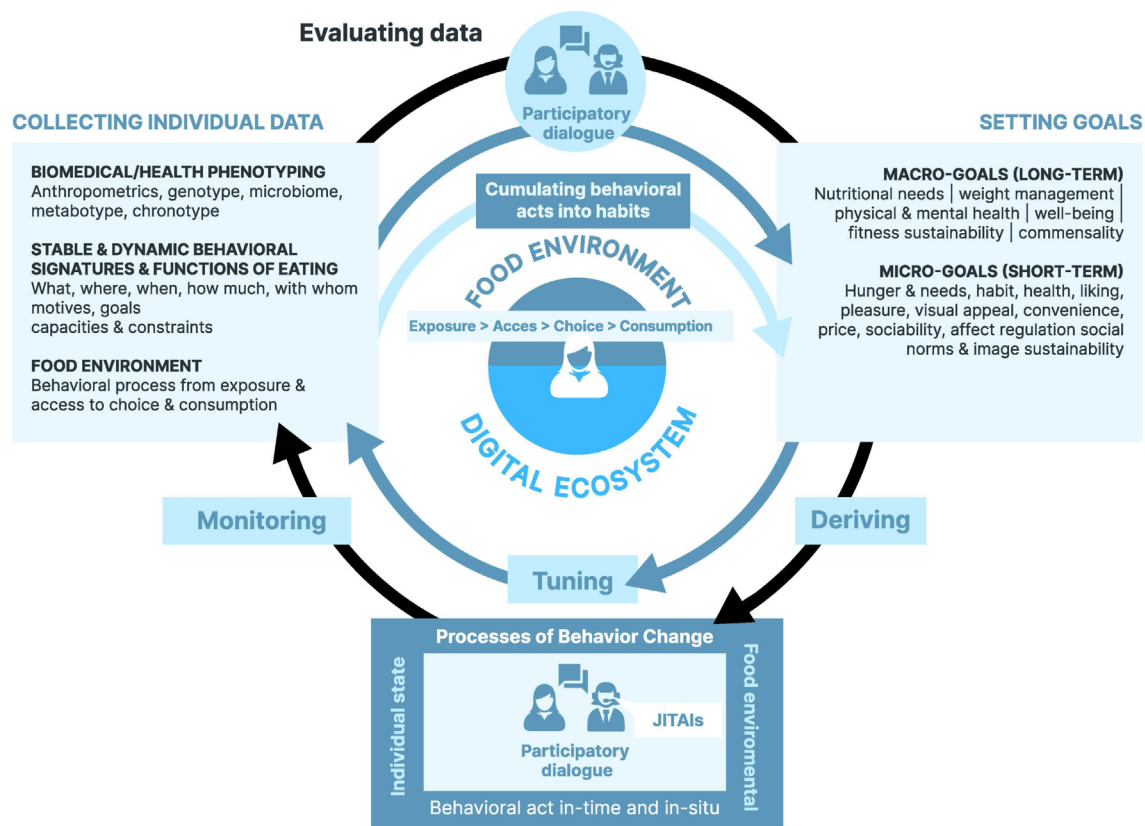 Evaluating data
Participatory
dialogue
COLLECTING INDIVIDUAL DATA
BIOMEDICAL/HEALTH PHENOTYPING
Anthropometrics, genotype, microbiome,
metabotype, chronotype
STABLE & DYNAMIC BEHAVIORAL
SIGNATURES & FUNCTIONS OF EATING
What, where, when, how much, with whom
motives, goals
capacities & constraints
FOOD ENVIRONMENT
Behavioral process from exposure &
access to choice & consumption
SETTING GOALS
MACRO-GOALS (LONG-TERM)
Nutritional needs | weight management |
physical & mental health | well-being |
fitness sustainability | commensality
MICRO-GOALS (SHORT-TERM)
Hunger & needs, habit, health, liking,
pleasure, visual appeal, convenience,
price, sociability, affect regulation social
norms & image sustainability
Cumulating behavioral
acts into habits
FOOD ENVIRONMENT
Exposure > Acces > Choice > Consumption
DIGITAL ECOSYSTEM
Monitoring
Deriving
Tuning
Processes of Behavior Change
Individual state
JITAIs
Participatory
dialogue
Food enviromental
Behavioral act in-time and in-situ